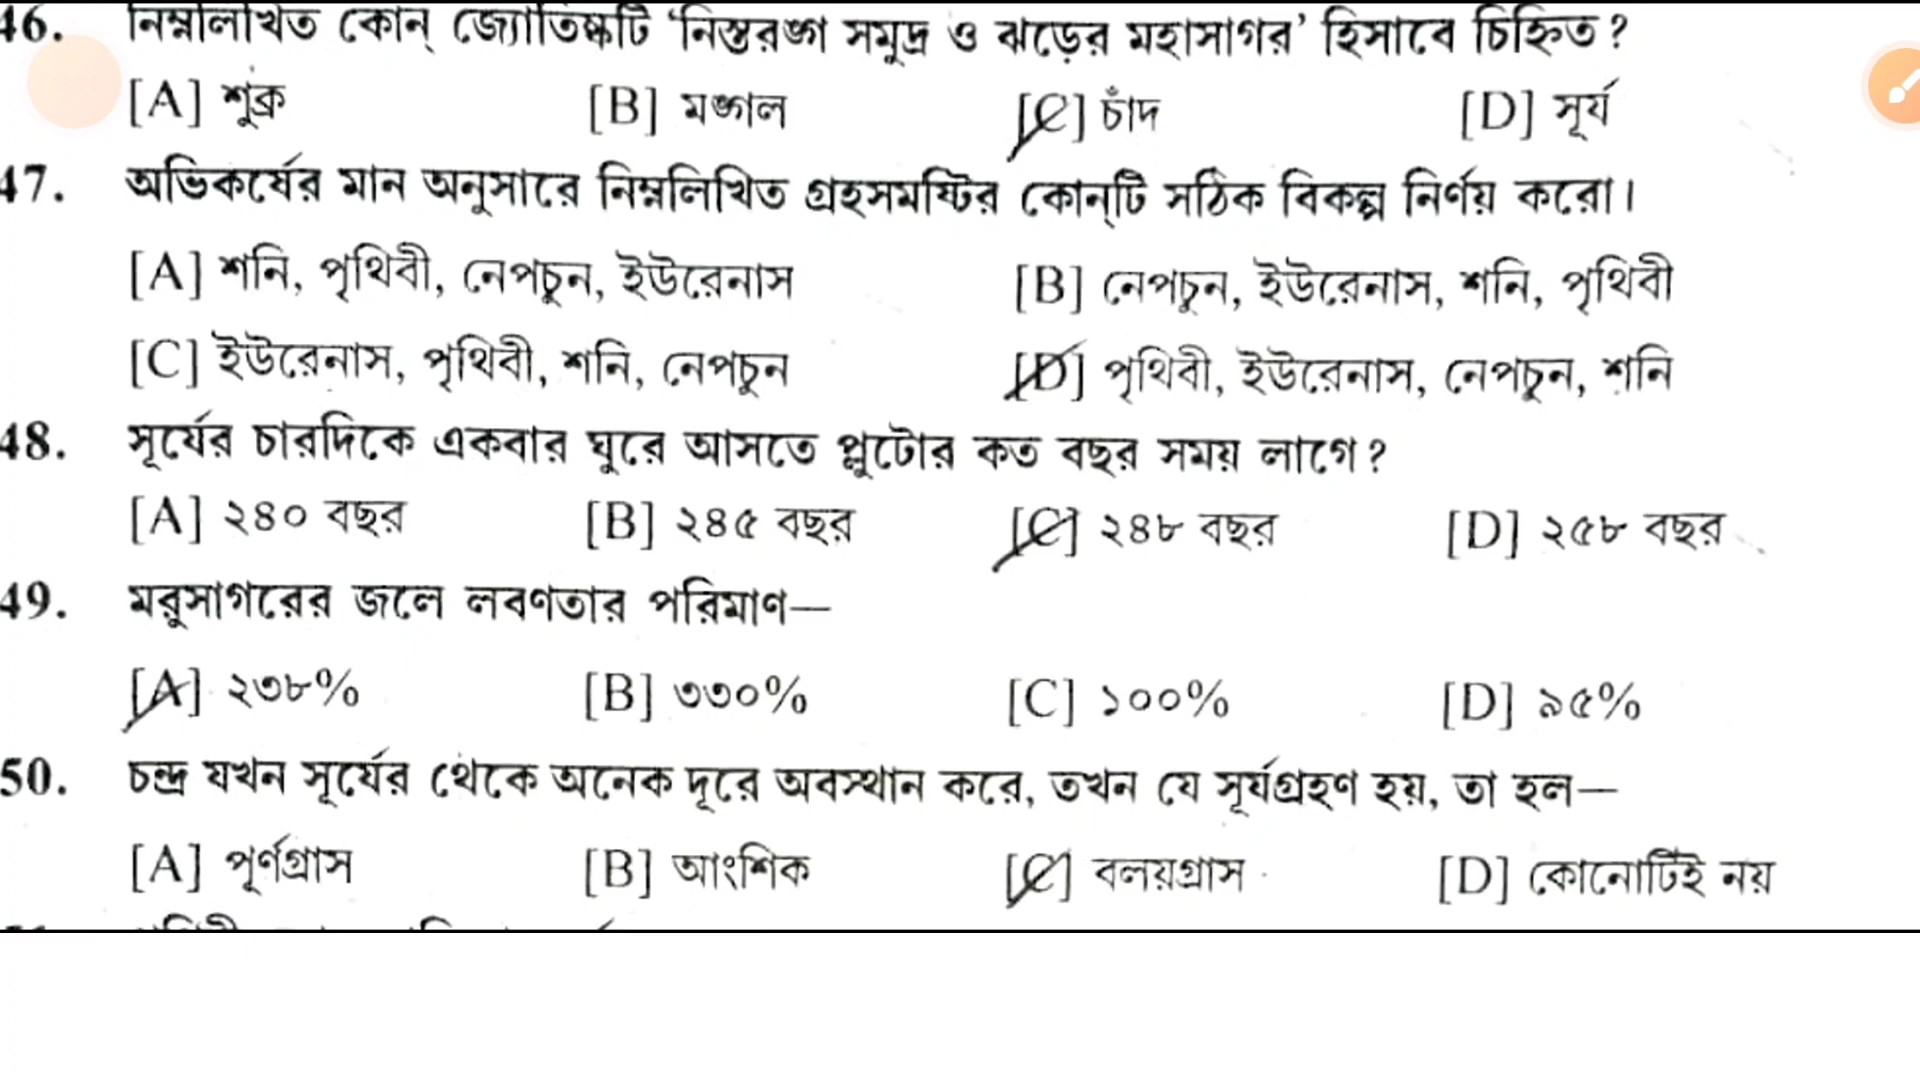 46. নিম্নলিখিত কোন্ জ্যোতিষ্কটি ‘নিস্তরঙ্গ সমুদ্র ও ঝড়ের মহাসাগর’ হিসাবে চিহ্নিত?
[A] শুক্র [B] মঙ্গল [C] চাঁদ [D] সূর্য
47. অভিকর্ষের মান অনুসারে নিম্নলিখিত গ্রহসমষ্টির কোন্‌টি সঠিক বিকল্প নির্ণয় করো।
[A] শনি, পৃথিবী, নেপচুন, ইউরেনাস [B] নেপচুন, ইউরেনাস, শনি, পৃথিবী
[C] ইউরেনাস, পৃথিবী, শনি, নেপচুন [D] পৃথিবী, ইউরেনাস, নেপচুন, শনি
48. সূর্যের চারদিকে একবার ঘুরে আসতে প্লুটোর কত বছর সময় লাগে?
[A] ২৪০ বছর [B] ২৪৫ বছর [C] ২৪৮ বছর [D] ২৫৮ বছর
49. মরুসাগরের জলে লবণতার পরিমাণ—
[A] ২৩৮% [B] ৩৩০% [C] ১০০% [D] ৯৫%
50. চন্দ্র যখন সূর্যের থেকে অনেক দূরে অবস্থান করে, তখন যে সূর্যগ্রহণ হয়, তা হল—
[A] পূর্ণগ্রাস [B] আংশিক [C] বলয়গ্রাস [D] কোনোটিই নয়